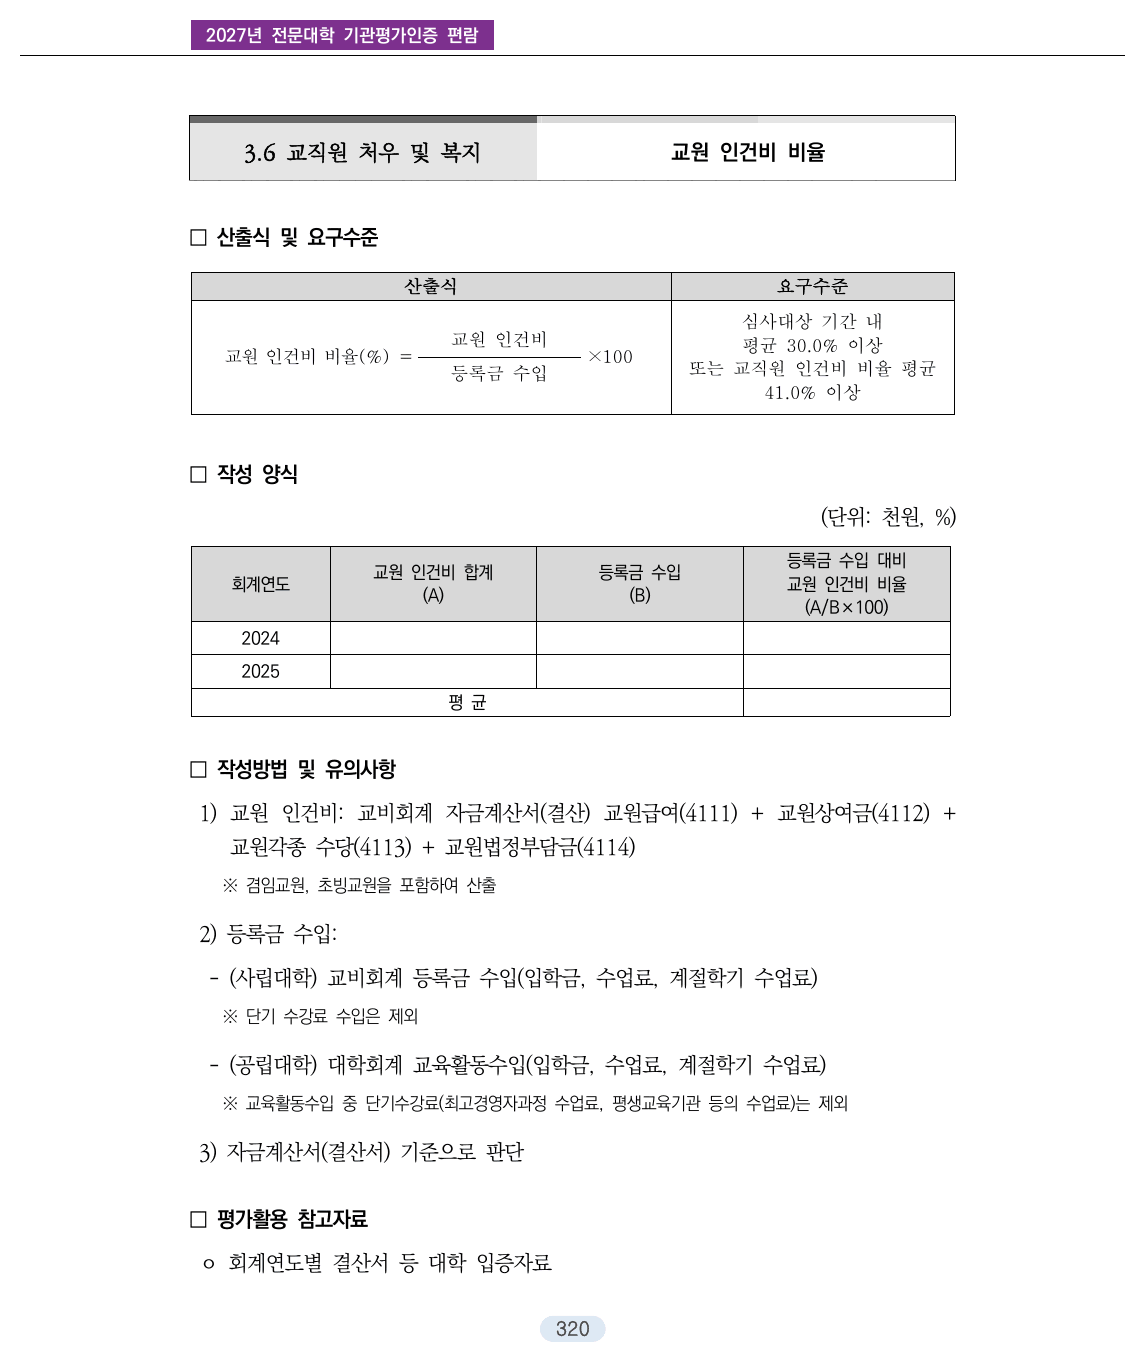 2027년 전문대학 기관평가인증 편람
3.6 교직원 처우 및 복지
교원 인건비 비율
□ 산출식 및 요구수준
산출식
요구수준
교원 인건비 비율(%) =
교원 인건비
등록금 수입
×100
심사대상 기간 내
평균 30.0% 이상
또는 교직원 인건비 비율 평균
41.0% 이상
□ 작성 양식
(단위: 천원, %)
회계연도
교원 인건비 합계
(A)
등록금 수입
(B)
등록금 수입 대비
교원 인건비 비율
(A/B×100)
2024
2025
평 균
□ 작성방법 및 유의사항
1) 교원 인건비: 교비회계 자금계산서(결산) 교원급여(4111) + 교원상여금(4112) +
교원각종 수당(4113) + 교원법정부담금(4114)
※ 겸임교원, 초빙교원을 포함하여 산출
2) 등록금 수입:
- (사립대학) 교비회계 등록금 수입(입학금, 수업료, 계절학기 수업료)
※ 단기 수강료 수입은 제외
- (공립대학) 대학회계 교육활동수입(입학금, 수업료, 계절학기 수업료)
※ 교육활동수입 중 단기수강료(최고경영자과정 수업료, 평생교육기관 등의 수업료)는 제외
3) 자금계산서(결산서) 기준으로 판단
□ 평가활용 참고자료
ㅇ 회계연도별 결산서 등 대학 입증자료
320